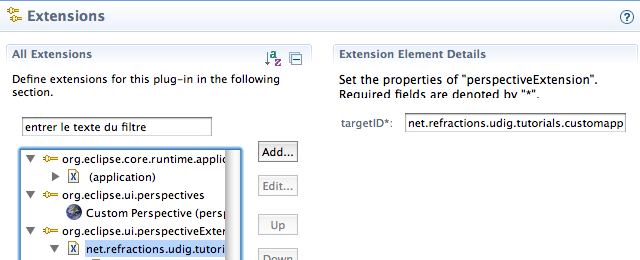 Extensions
All Extensions
Define extensions for this plug-in in the following
section.
entrer le texte du filtre
org.eclipse.core.runtime.applic
(application)
org.eclipse.ui.perspectives
Custom Perspective (persp
org.eclipse.ui.perspectiveExten
net.refractions.udig.tutori
Add...
Edit...
Up
Down
Extension Element Details
Set the properties of "perspectiveExtension".
Required fields are denoted by "*".
targetID*:
net.refractions.udig.tutorials.customapp